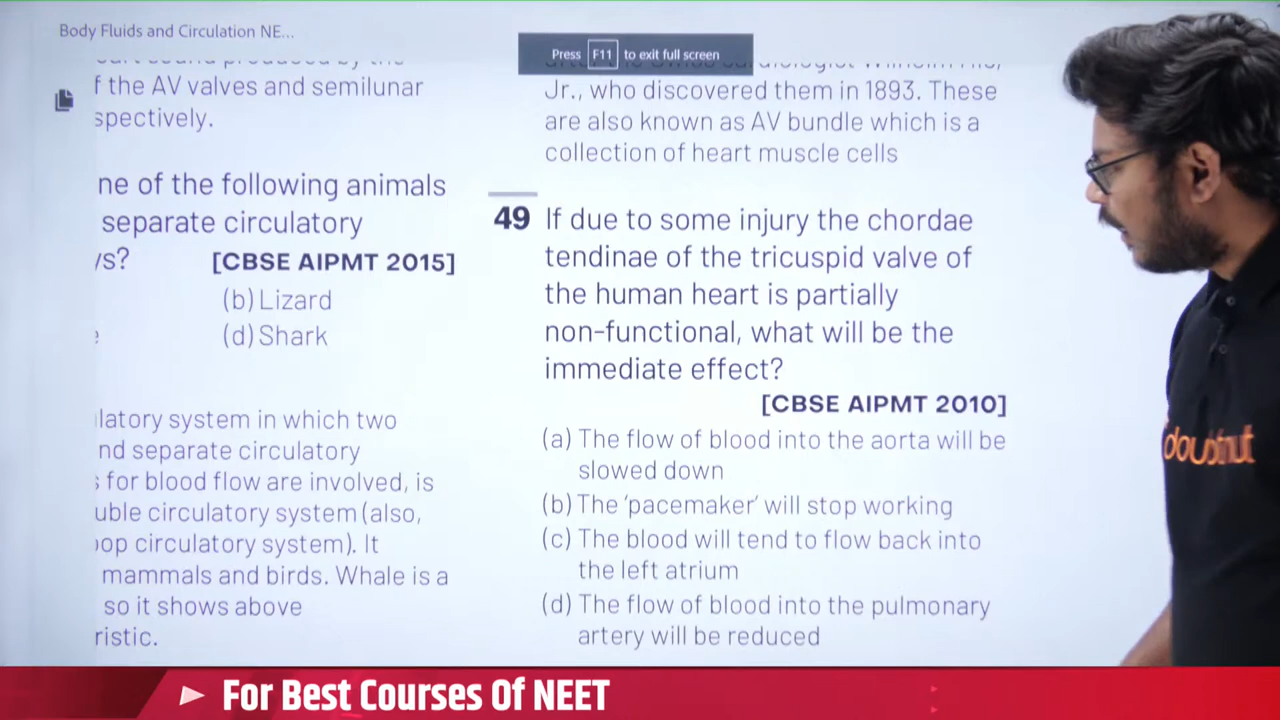 Body Fluids and Circulation NE...
Press F11 to exit full screen
f the AV valves and semilunar
spectively.
ne of the following animals
separate circulatory
/s? [CBSE AIPMT 2015]
(b) Lizard
(d) Shark
latory system in which two
nd separate circulatory
s for blood flow are involved, is
uble circulatory system (also,
oop circulatory system). It
mammals and birds. Whale is a
so it shows above
ristic.
Jr., who discovered them in 1893. These
are also known as AV bundle which is a
collection of heart muscle cells
49 If due to some injury the chordae
tendinae of the tricuspid valve of
the human heart is partially
non-functional, what will be the
immediate effect?
[CBSE AIPMT 2010]
(a) The flow of blood into the aorta will be
slowed down
(b) The ‘pacemaker’ will stop working
(c) The blood will tend to flow back into
the left atrium
(d) The flow of blood into the pulmonary
artery will be reduced
doubtnut
For Best Courses Of NEET